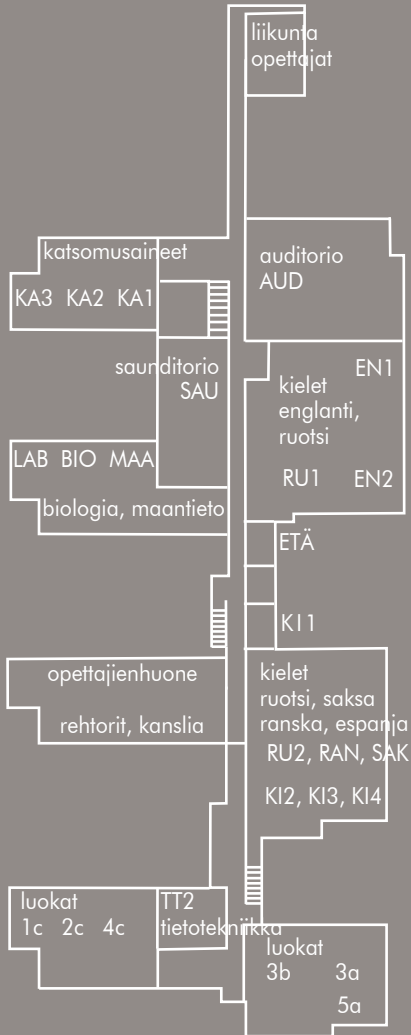 liikunta
opettajat
katsomusaineet
KA3 KA2 KA1
auditorio
AUD
saunditorio
SAU
EN1
kielet
englanti,
ruotsi
RU1 EN2
LAB BIO MAA
biologia, maantieto
ETÄ
KI1
opettajienhuone
rehtorit, kanslia
kielet
ruotsi, saksa
ranska, espanja
RU2, RAN, SAK
KI2, KI3, KI4
luokat
1c 2c 4c
TT2
tietotekniikka
luokat
3b 3a
5a